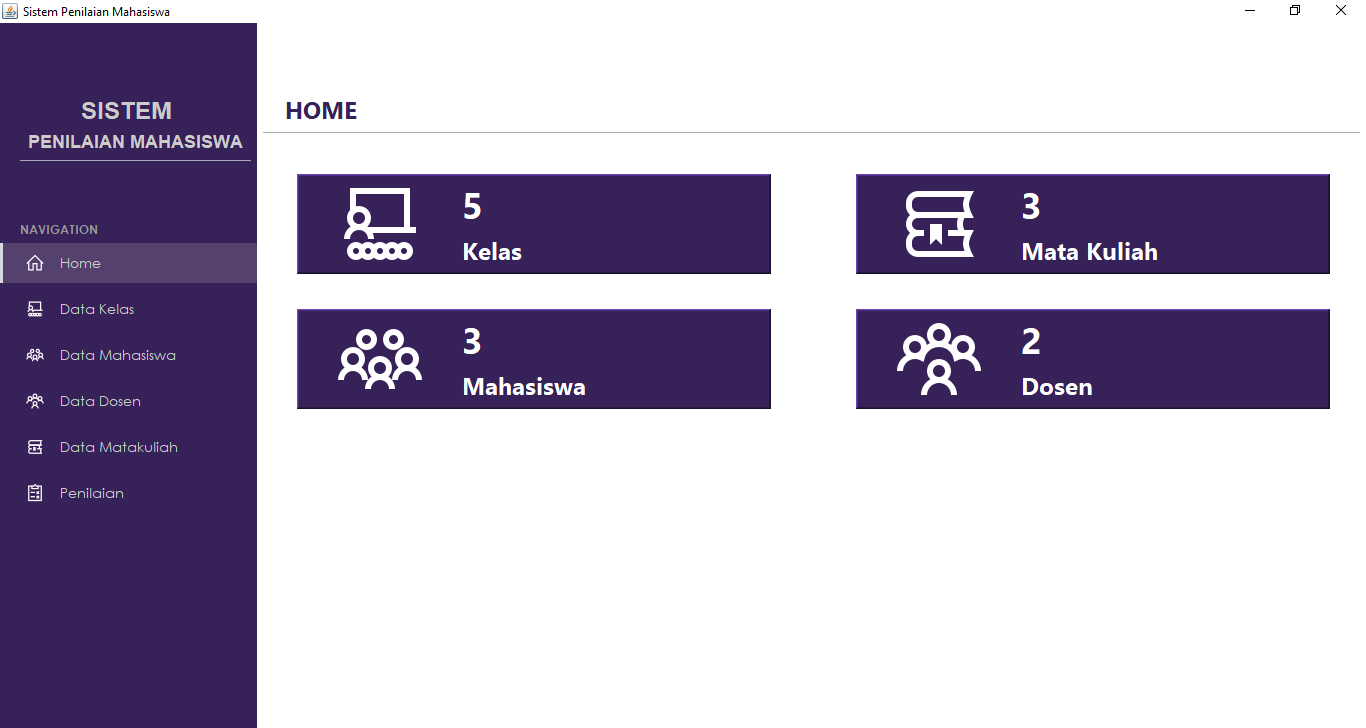 Sistem Penilaian Mahasiswa
SISTEM
PENILAIAN MAHASISWA
NAVIGATION
Home
Data Kelas
Data Mahasiswa
Data Dosen
Data Matakuliah
Penilaian
HOME
5
Kelas
3
Mata Kuliah
3
Mahasiswa
2
Dosen